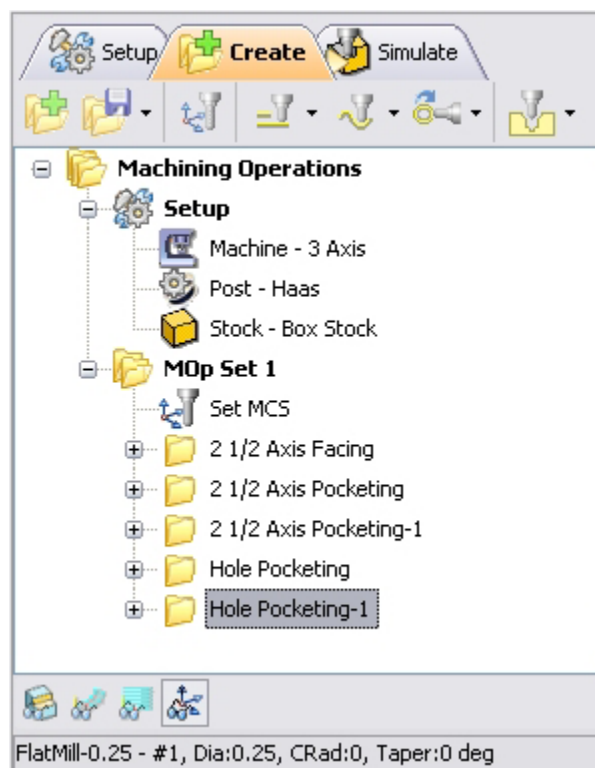 Setup Create Simulate
Machining Operations
Setup
Machine - 3 Axis
Post - Haas
Stock - Box Stock
MOp Set 1
Set MCS
2 1/2 Axis Facing
2 1/2 Axis Pocketing
2 1/2 Axis Pocketing-1
Hole Pocketing
Hole Pocketing-1
FlatMill-0.25 - #1, Dia:0.25, CRad:0, Taper:0 deg